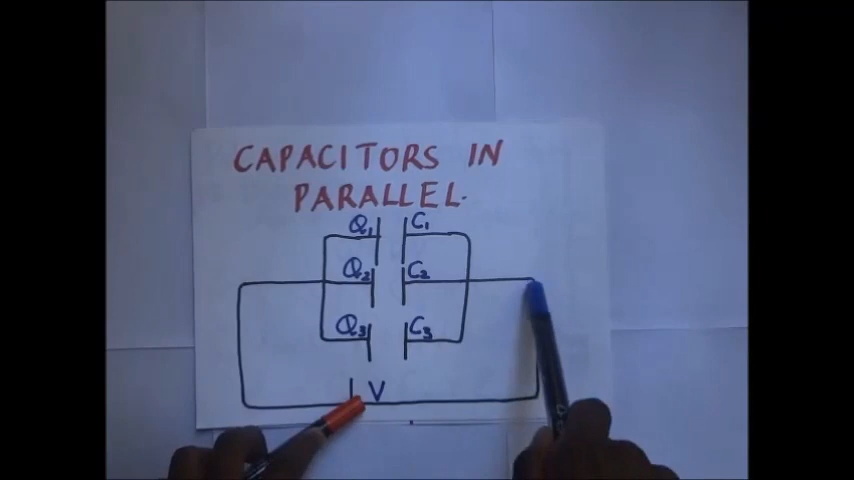 CAPACITORS IN
PARALLEL.
Q1 C1
Q2 C2
Q3 C3
V